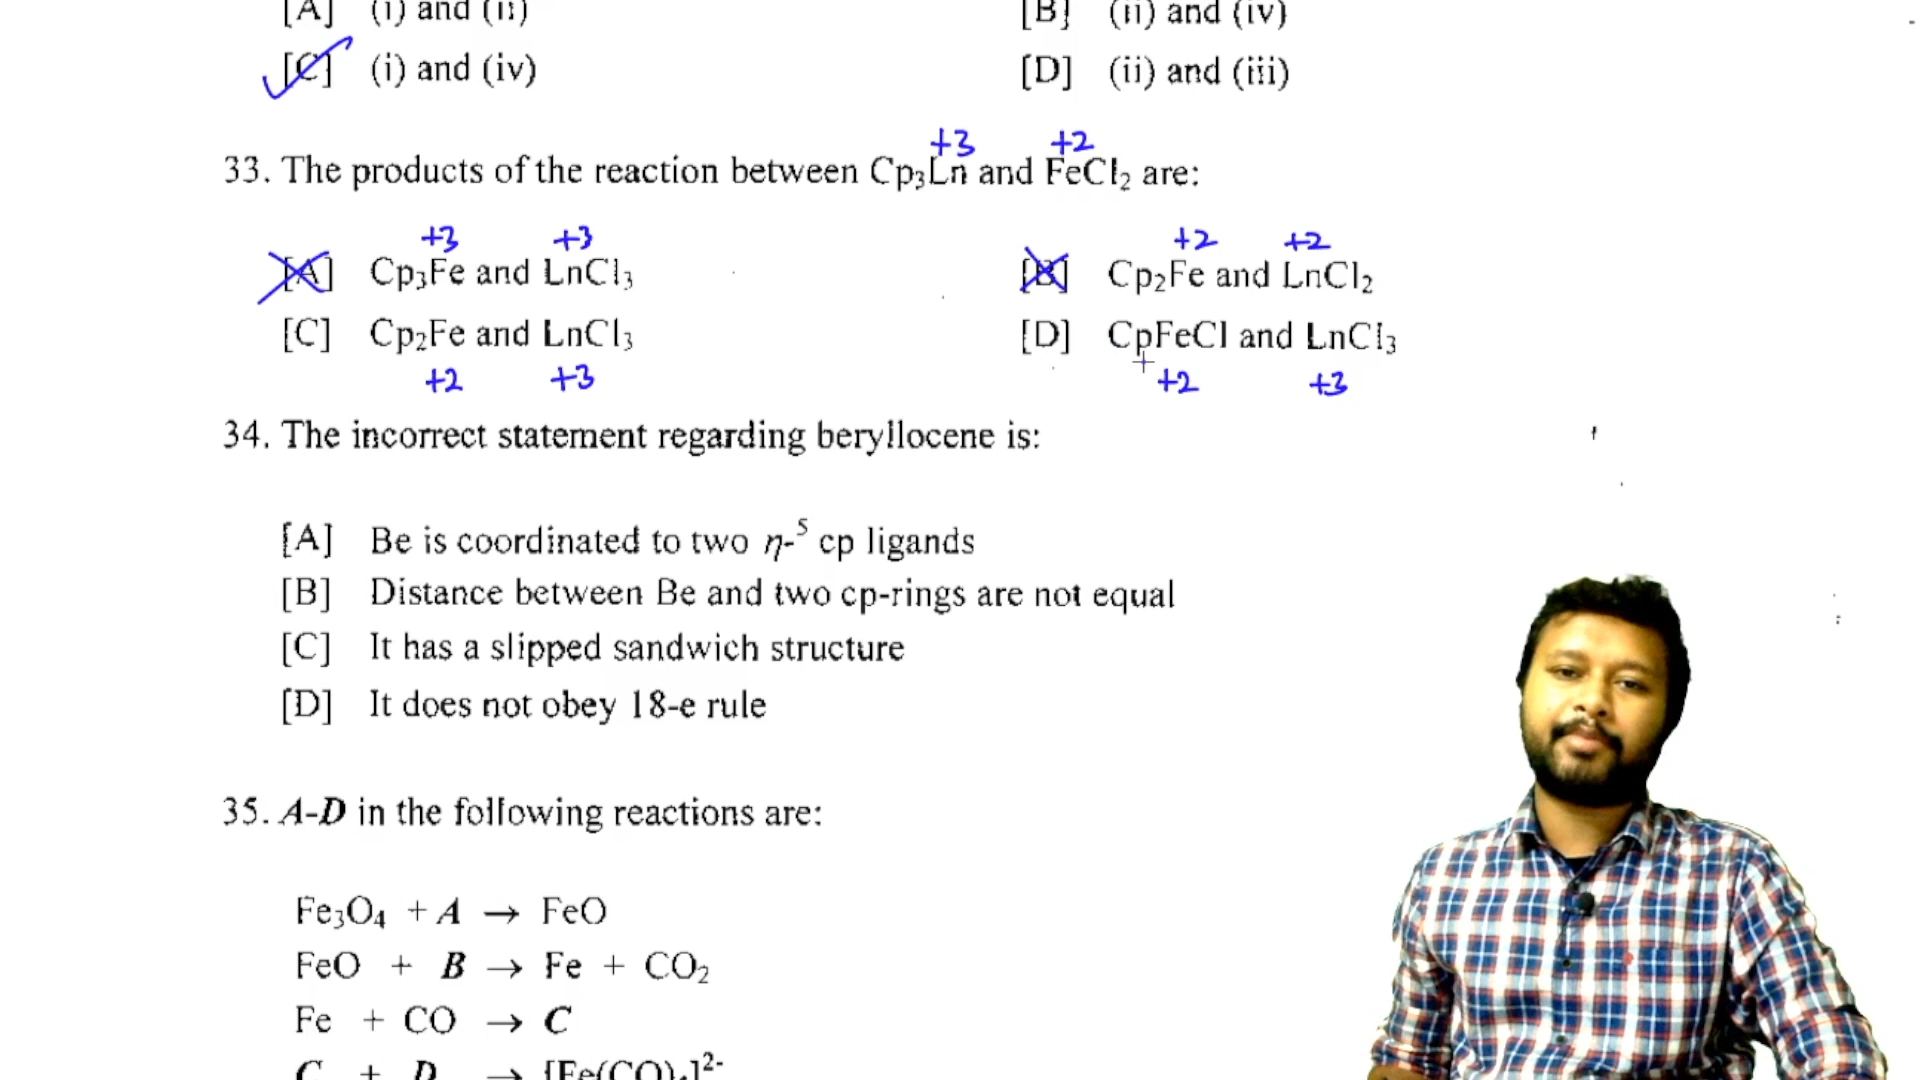 [A] (i) and (ii) [B] (ii) and (iv)
[C] (i) and (iv) [D] (ii) and (iii)
+3 +2
33. The products of the reaction between Cp₃Ln and FeCl₂ are:
+3 +3 +2 +2
[A] Cp₃Fe and LnCl₃ [B] Cp₂Fe and LnCl₂
[C] Cp₂Fe and LnCl₃ [D] CpFeCl and LnCl₃
+2 +3 +2 +3
34. The incorrect statement regarding beryllocene is:
[A] Be is coordinated to two η-⁵ cp ligands
[B] Distance between Be and two cp-rings are not equal
[C] It has a slipped sandwich structure
[D] It does not obey 18-e rule
35. A-D in the following reactions are:
Fe₃O₄ + A → FeO
FeO + B → Fe + CO₂
Fe + CO → C
C + D → [Fe(CO)₄]²⁻